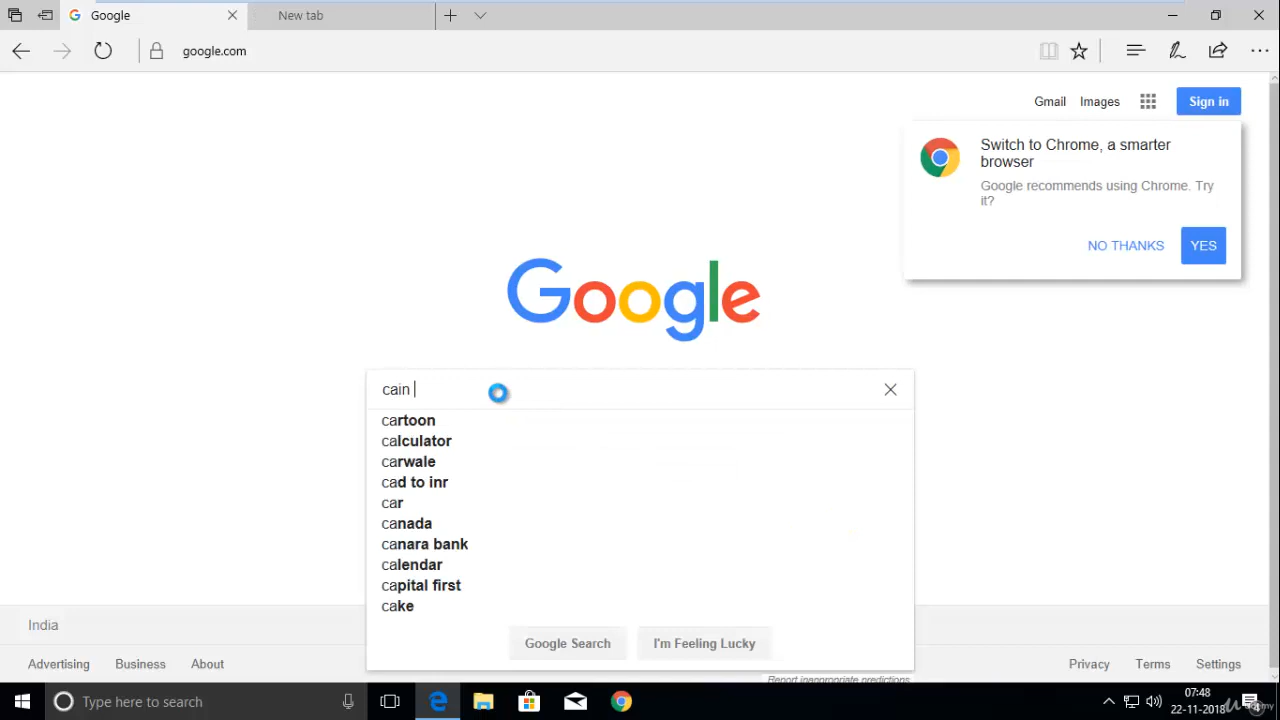 Google
New tab
google.com
Gmail Images Sign in
Switch to Chrome, a smarter
browser
Google recommends using Chrome. Try
it?
NO THANKS YES
Google
cain
cartoon
calculator
carwale
cad to inr
car
canada
canara bank
calendar
capital first
cake
Google Search I'm Feeling Lucky
India
Advertising Business About
Privacy Terms Settings
Report inappropriate predictions
Type here to search
07:48
22-11-2018